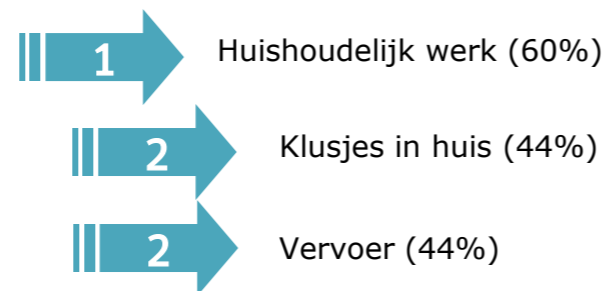 1 Huishoudelijk werk (60%)
2 Klusjes in huis (44%)
2 Vervoer (44%)